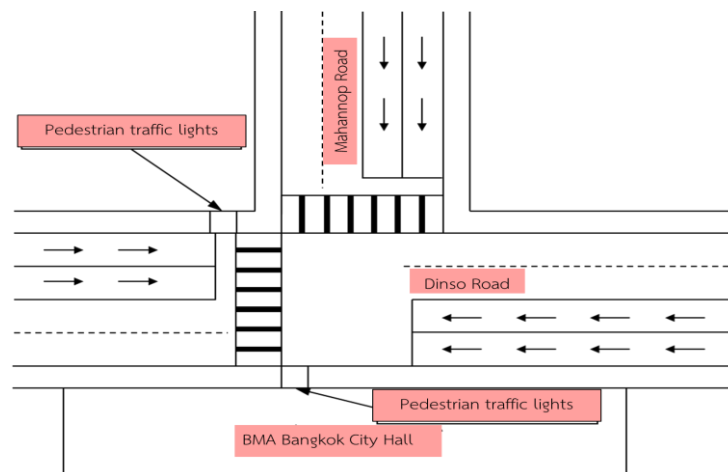 Mahannop Road
Pedestrian traffic lights
Dinso Road
Pedestrian traffic lights
BMA Bangkok City Hall